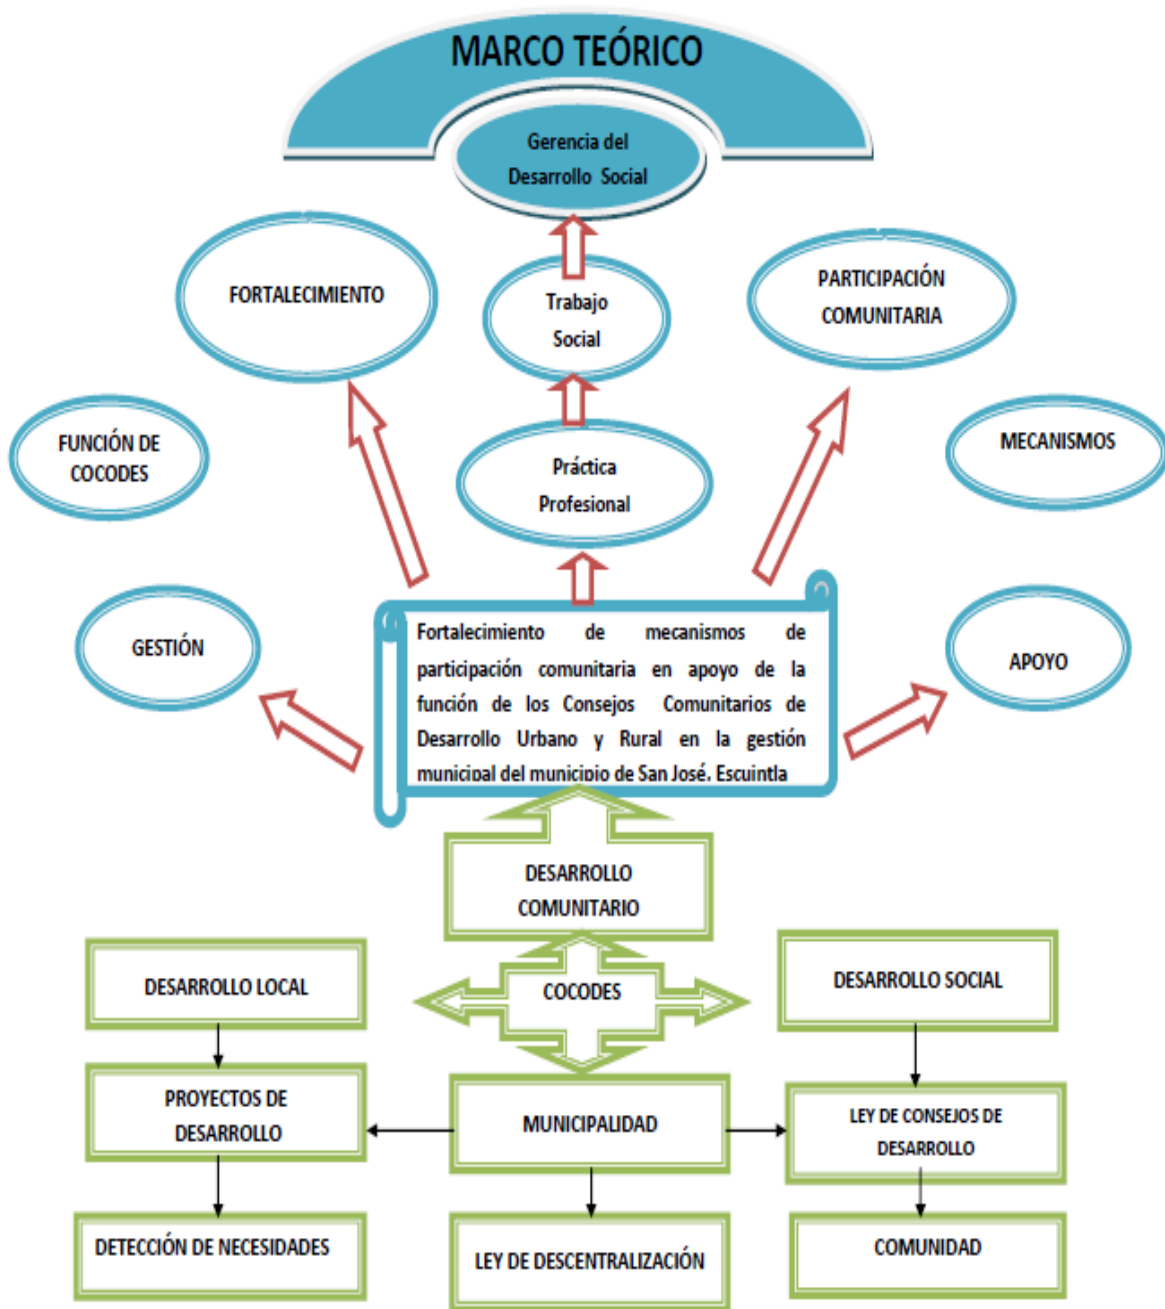 MARCO TEÓRICO
Gerencia del
Desarrollo Social
FORTALECIMIENTO
Trabajo
Social
PARTICIPACIÓN
COMUNITARIA
FUNCIÓN DE
COCODES
Práctica
Profesional
MECANISMOS
GESTIÓN
Fortalecimiento de mecanismos de
participación comunitaria en apoyo de la
función de los Consejos Comunitarios de
Desarrollo Urbano y Rural en la gestión
municipal del municipio de San José, Escuintla
APOYO
DESARROLLO
COMUNITARIO
DESARROLLO LOCAL
COCODES
DESARROLLO SOCIAL
PROYECTOS DE
DESARROLLO
MUNICIPALIDAD
LEY DE CONSEJOS DE
DESARROLLO
DETECCIÓN DE NECESIDADES
LEY DE DESCENTRALIZACIÓN
COMUNIDAD